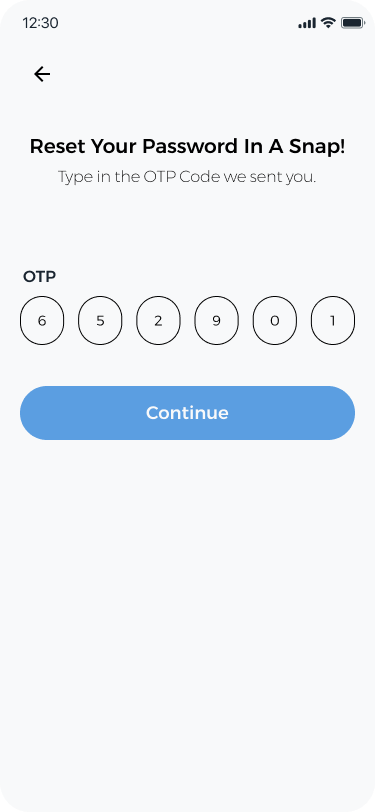 12:30
Reset Your Password In A Snap!
Type in the OTP Code we sent you.
OTP
6 5 2 9 0 1
Continue